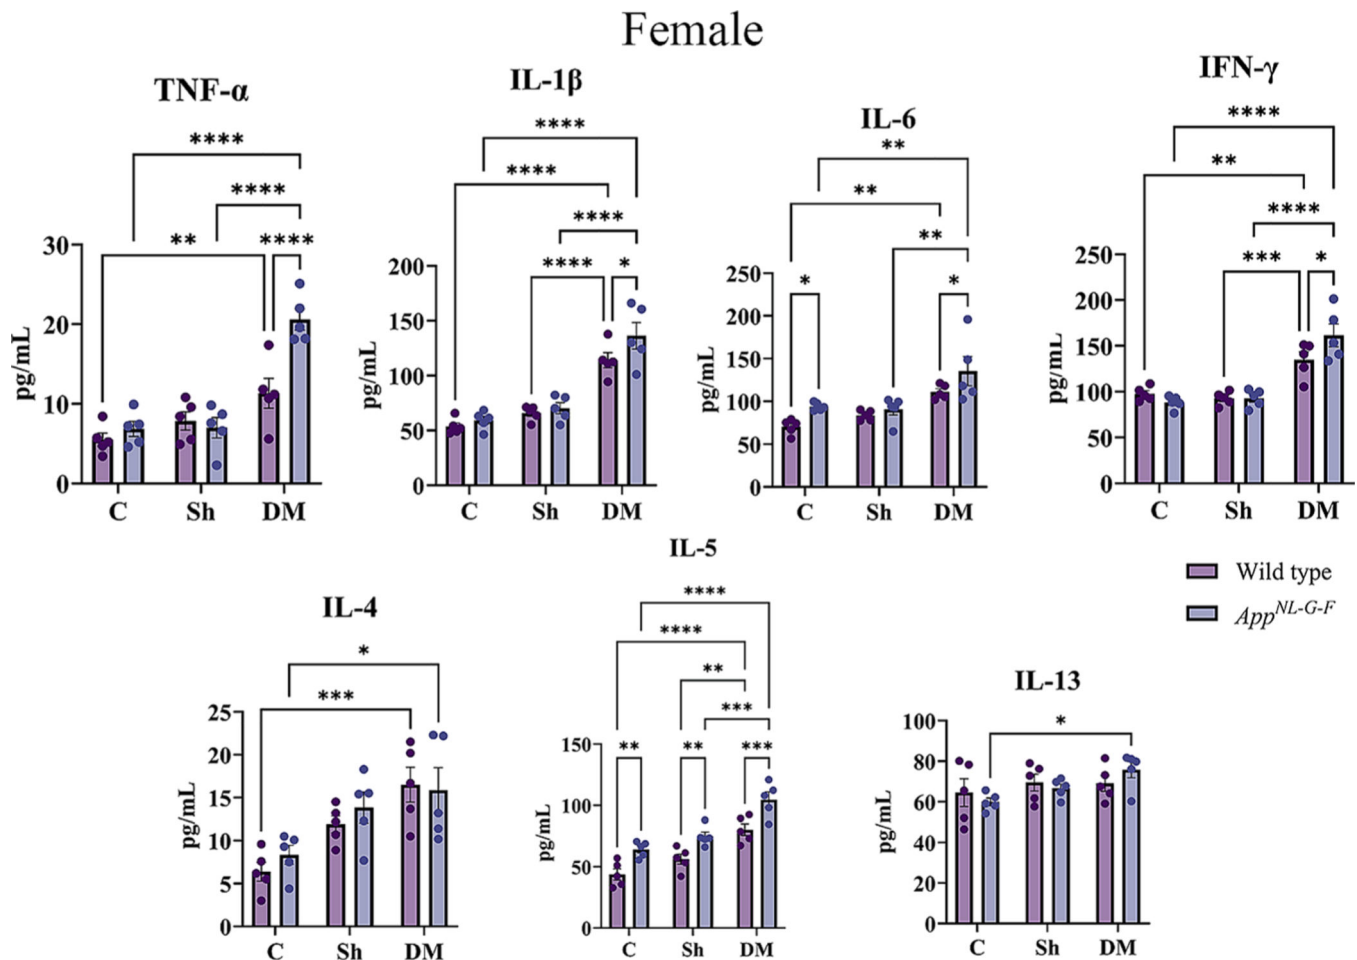 Female
TNF-α
****
****
**
****
30
20
10
0
pg/mL
C Sh DM
IL-1β
****
****
****
****
*
200
150
100
50
0
pg/mL
C Sh DM
IL-6
**
**
**
*
*
250
200
150
100
50
0
pg/mL
C Sh DM
IFN-γ
****
**
****
***
*
250
200
150
100
50
0
pg/mL
C Sh DM
Wild type
App^NL-G-F
IL-4
*
***
25
20
15
10
5
0
pg/mL
C Sh DM
IL-5
****
****
**
***
**
**
***
150
100
50
0
pg/mL
C Sh DM
IL-13
*
100
80
60
40
20
0
pg/mL
C Sh DM